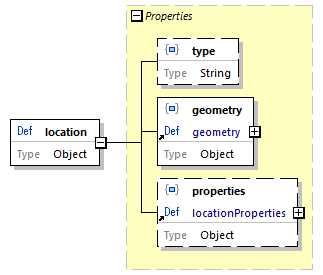 Properties
type
Type String
geometry
Def geometry
Type Object
Def location
Type Object
properties
Def locationProperties
Type Object